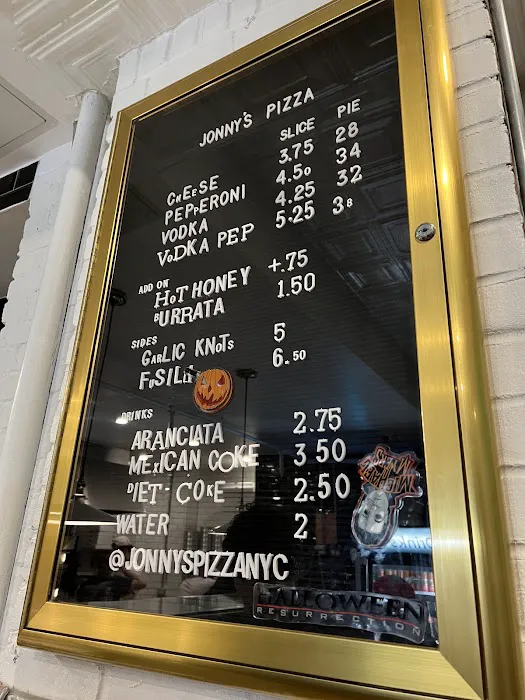 JONNY'S PIZZA
SLICE PIE
CHEESE 3.75 28
PEPPERONI 4.50 34
VODKA 4.25 32
VODKA PEP 5.25 38
ADD ON
HOT HONEY +.75
BURRATA 1.50
SIDES
GARLIC KNOTS 5
FUSILLI 6.50
DRINKS
ARANCIATA 2.75
MEXICAN COKE 3 50
DIET-COKE 2.50
WATER 2
@JONNYSPIZZANYC
HALLOWEEN
RESURRECTION